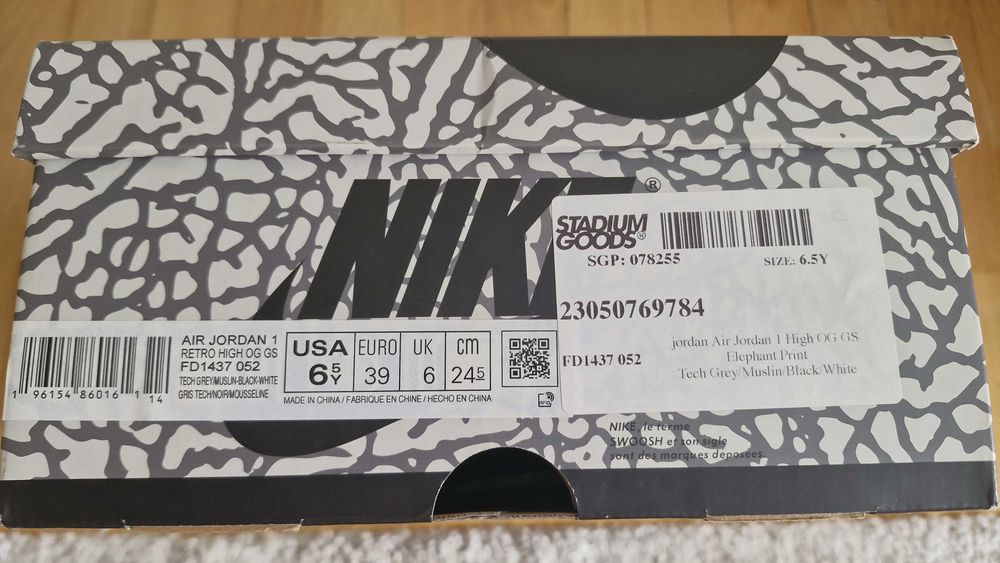 NIKE®
STADIUM
GOODS
SGP: 078255
SIZE: 6.5Y
23050769784
FD1437 052
jordan Air Jordan 1 High OG GS
Elephant Print
Tech Grey/Muslin/Black/White
AIR JORDAN 1
RETRO HIGH OG GS
FD1437 052
TECH GREY/MUSLIN-BLACK-WHITE
GRIS TECH/NOIR/MOUSSELINE
1 96154 86016 1 14
USA 6 5 Y
EURO 39
UK 6
cm 24 5
MADE IN CHINA / FABRIQUE EN CHINE / HECHO EN CHINA
NIKE, le terme
SWOOSH et son sigle
sont des marques déposées.